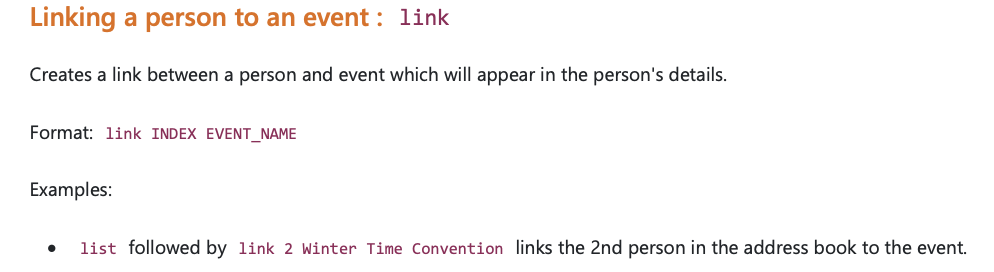 Linking a person to an event : link
Creates a link between a person and event which will appear in the person's details.
Format: link INDEX EVENT_NAME
Examples:
• list followed by link 2 Winter Time Convention links the 2nd person in the address book to the event.